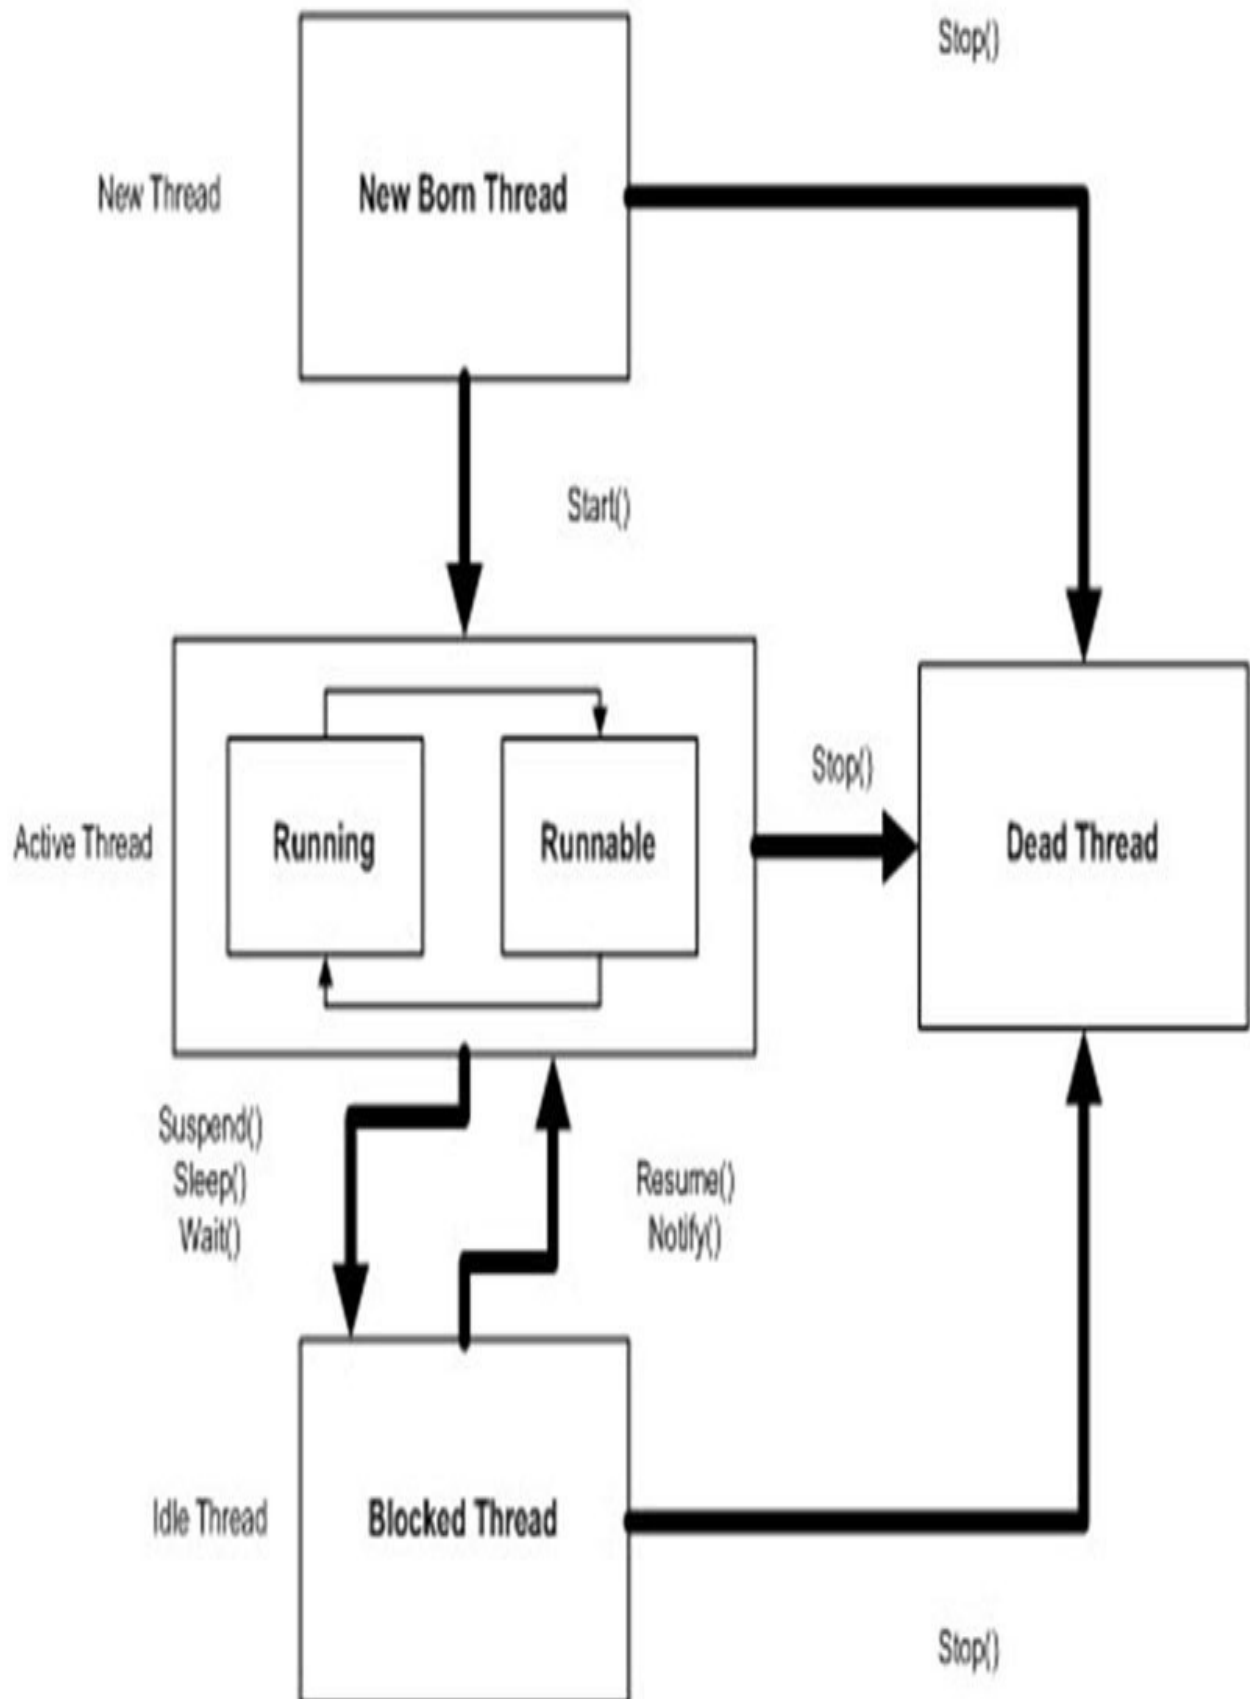 Stop()
New Thread
New Born Thread
Start()
Stop()
Active Thread
Running
Runnable
Dead Thread
Suspend()
Sleep()
Wait()
Resume()
Notify()
Idle Thread
Blocked Thread
Stop()